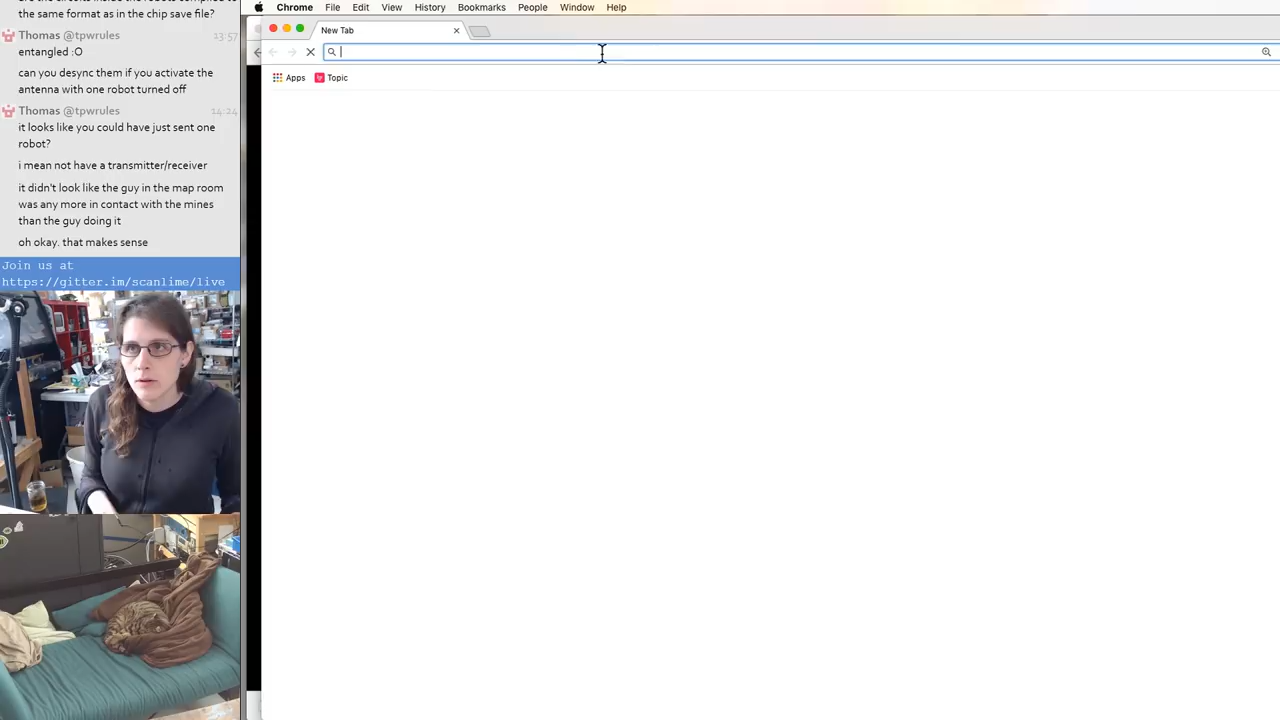 the same format as in the chip save file?
Thomas @tpwrules 13:57
entangled :O
can you desync them if you activate the
antenna with one robot turned off
Thomas @tpwrules 14:24
it looks like you could have just sent one
robot?
i mean not have a transmitter/receiver
it didn't look like the guy in the map room
was any more in contact with the mines
than the guy doing it
oh okay. that makes sense
Join us at
https://gitter.im/scanlime/live
Chrome File Edit View History Bookmarks People Window Help
New Tab
Apps Topic